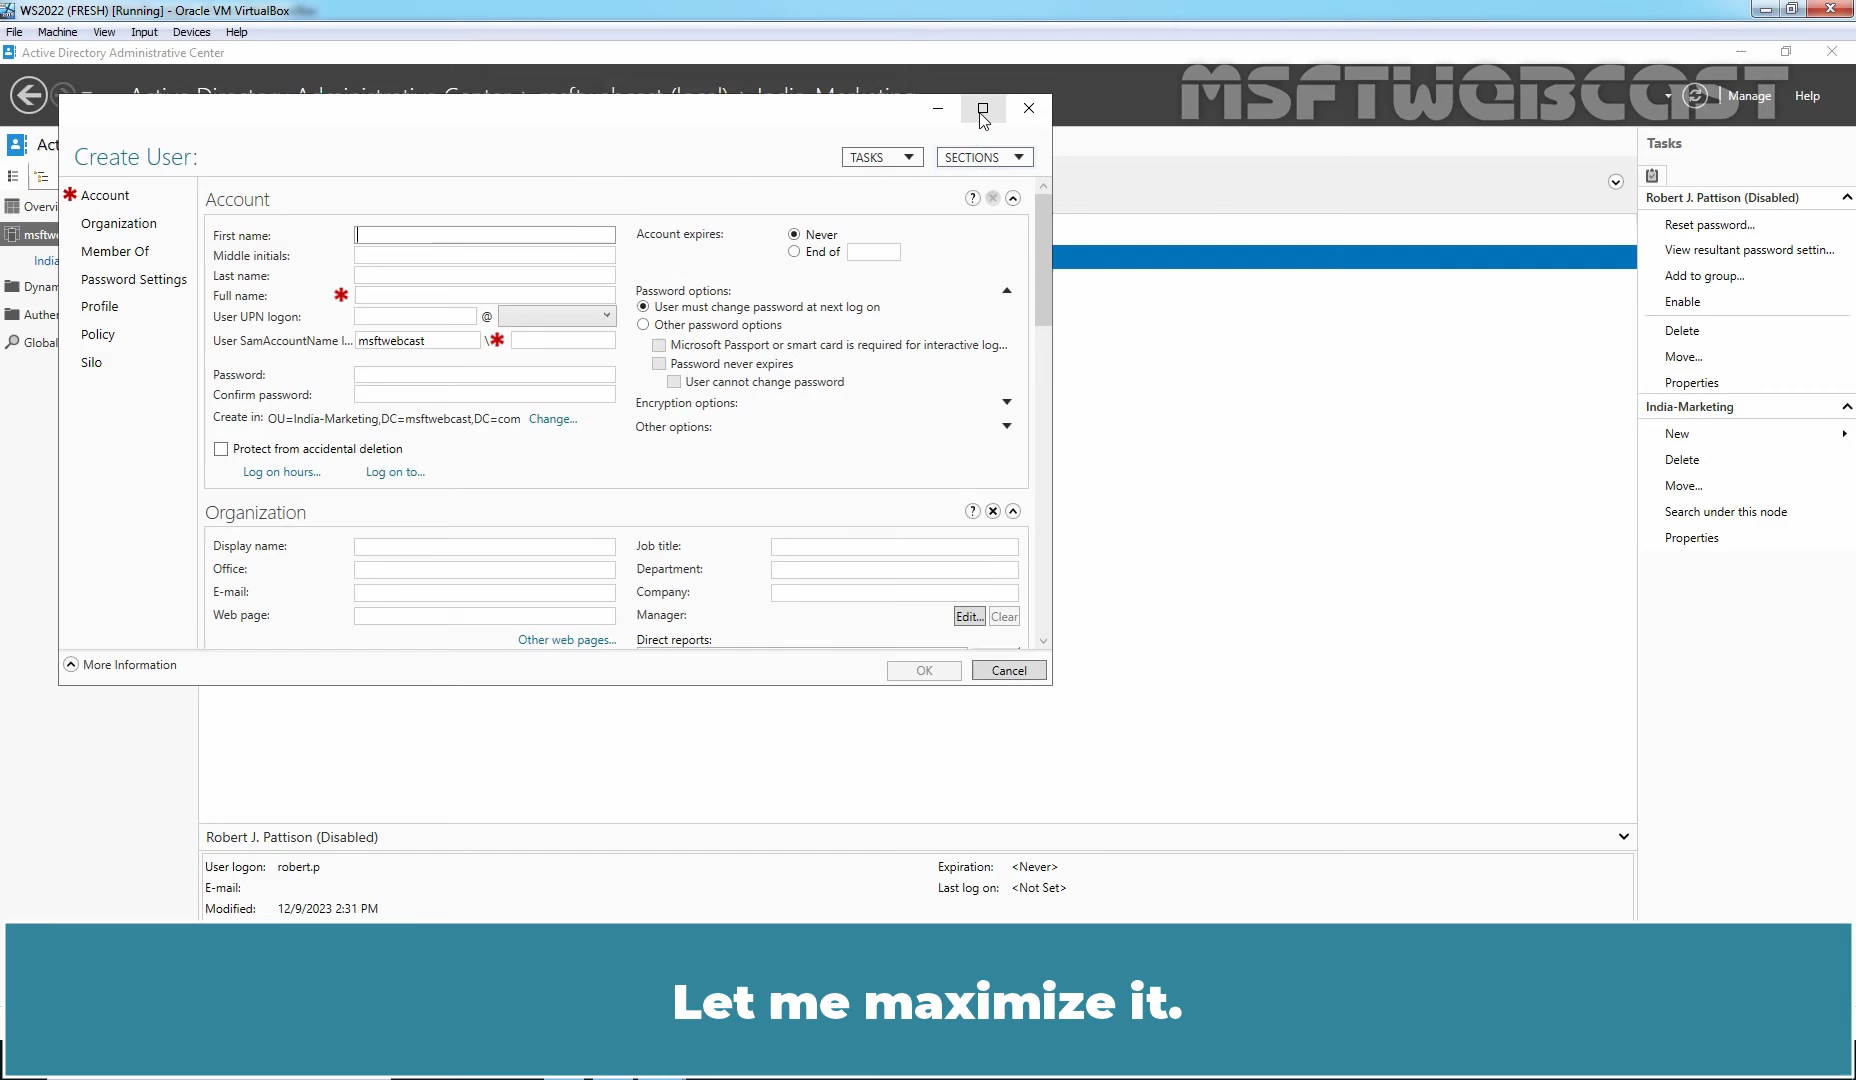 WS2022 (FRESH) [Running] - Oracle VM VirtualBox
File Machine View Input Devices Help
Active Directory Administrative Center
MSFTWEBCAST
Manage Help
Create User:
TASKS SECTIONS
Account
Organization
Member Of
Password Settings
Profile
Policy
Silo
Account
First name:
Middle initials:
Last name:
Full name: *
User UPN logon: @
User SamAccountName l... msftwebcast \*
Password:
Confirm password:
Create in: OU=India-Marketing,DC=msftwebcast,DC=com Change...
Protect from accidental deletion
Log on hours... Log on to...
Account expires: Never
End of
Password options:
User must change password at next log on
Other password options
Microsoft Passport or smart card is required for interactive log...
Password never expires
User cannot change password
Encryption options:
Other options:
Organization
Display name:
Office:
E-mail:
Web page:
Other web pages...
Job title:
Department:
Company:
Manager: Edit... Clear
Direct reports:
More Information
OK Cancel
Tasks
Robert J. Pattison (Disabled)
Reset password...
View resultant password settin...
Add to group...
Enable
Delete
Move...
Properties
India-Marketing
New
Delete
Move...
Search under this node
Properties
Robert J. Pattison (Disabled)
User logon: robert.p
E-mail:
Modified: 12/9/2023 2:31 PM
Expiration: <Never>
Last log on: <Not Set>
Let me maximize it.